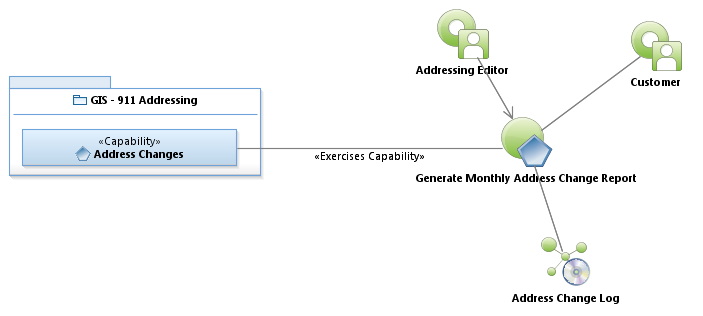 Addressing Editor
Customer
GIS - 911 Addressing
«Capability»
Address Changes
«Exercises Capability»
Generate Monthly Address Change Report
Address Change Log